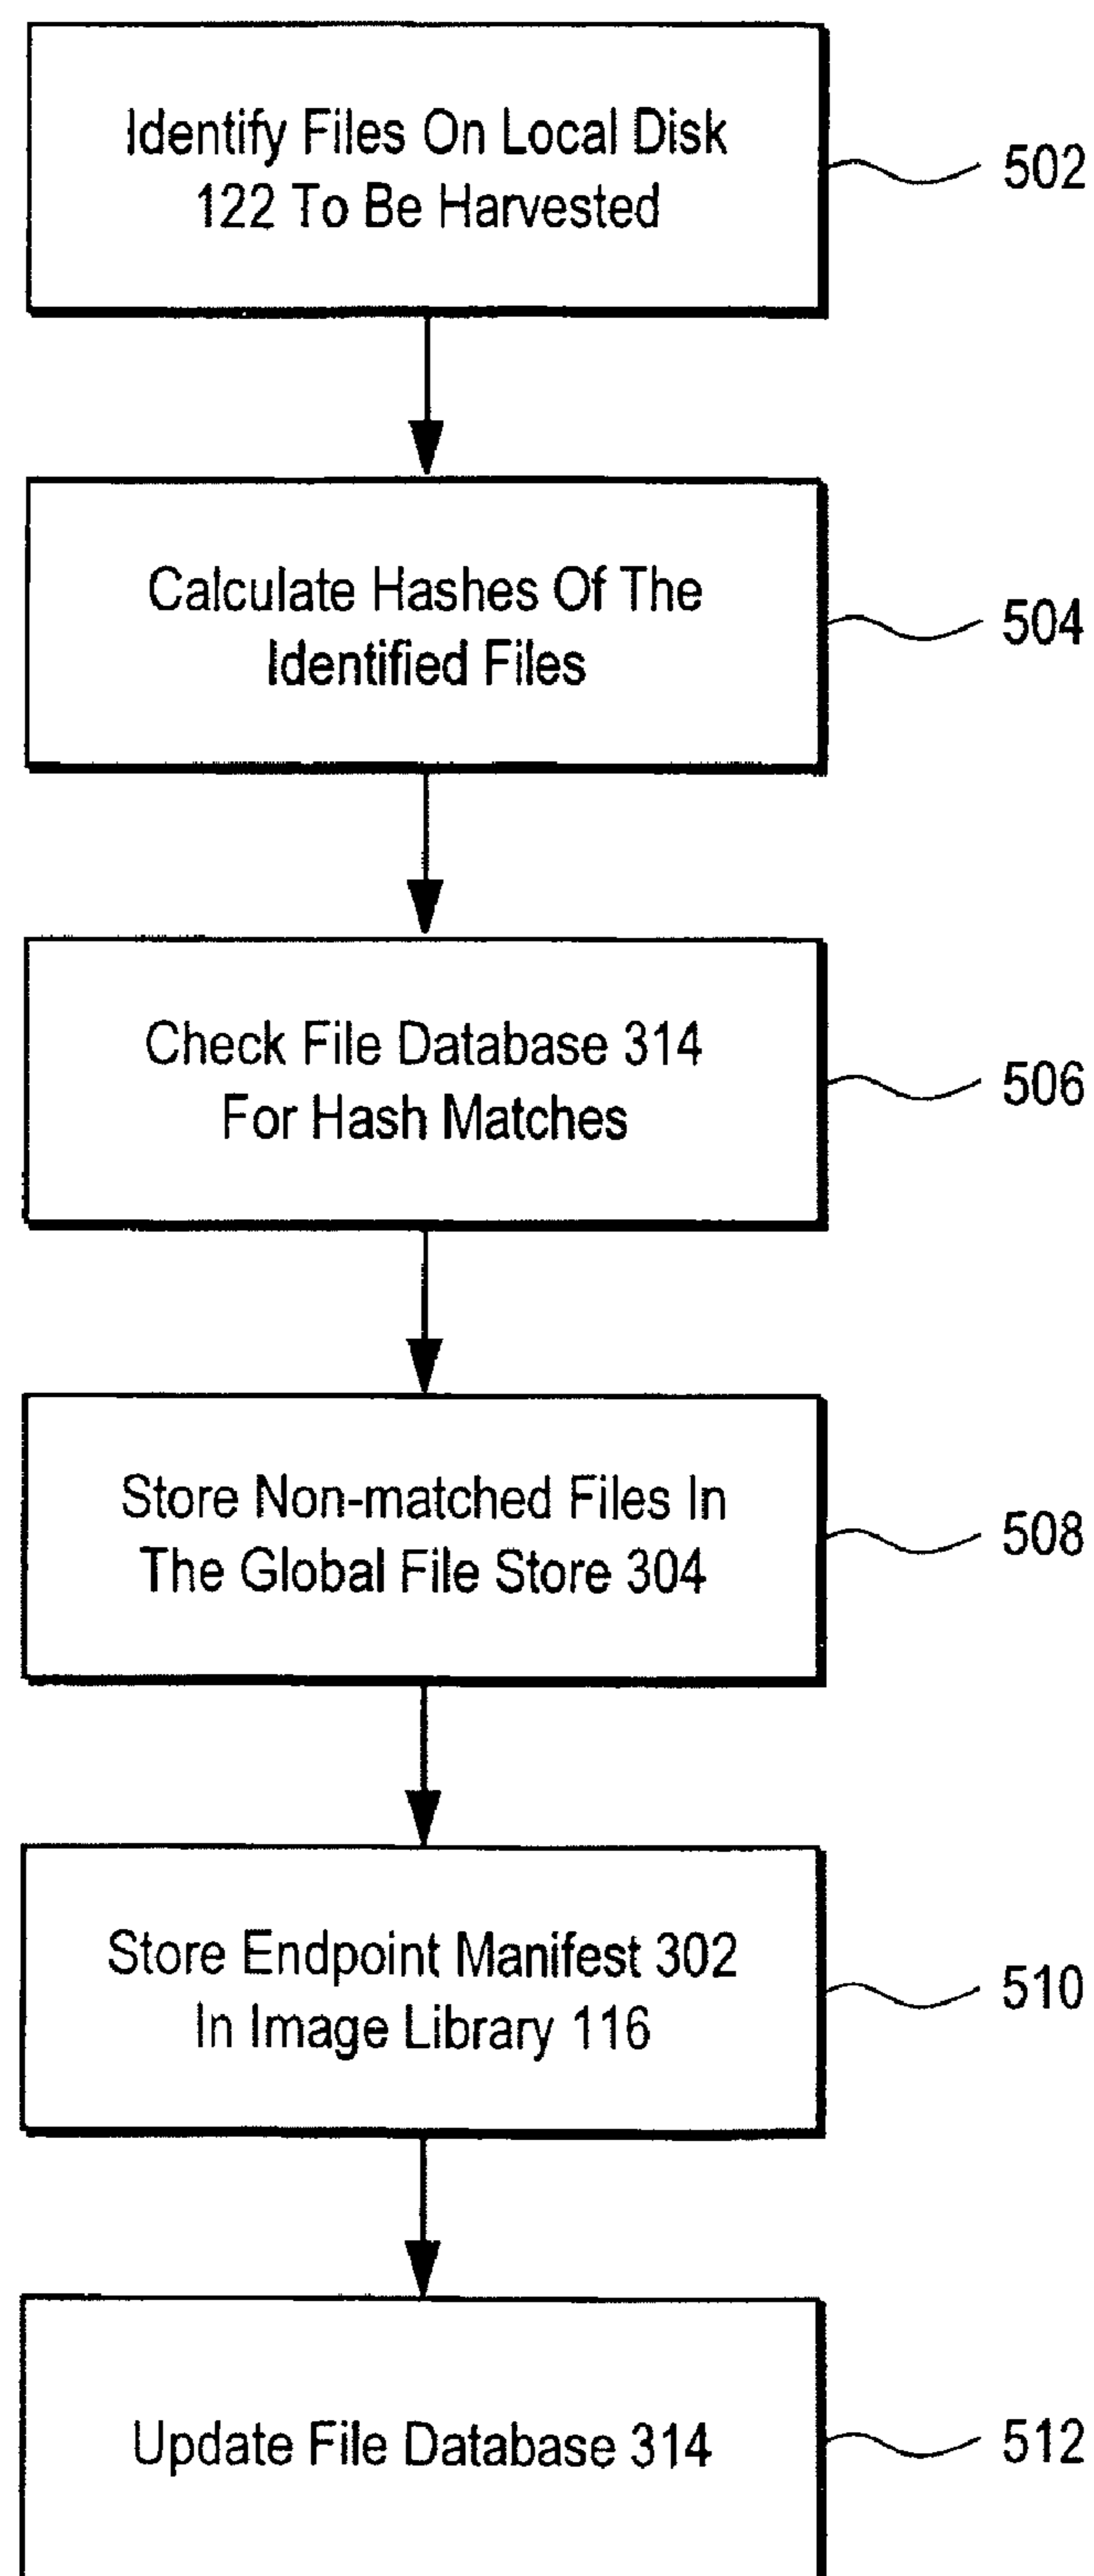 Identify Files On Local Disk
122 To Be Harvested
502
Calculate Hashes Of The
Identified Files
504
Check File Database 314
For Hash Matches
506
Store Non-matched Files In
The Global File Store 304
508
Store Endpoint Manifest 302
In Image Library 116
510
Update File Database 314
512